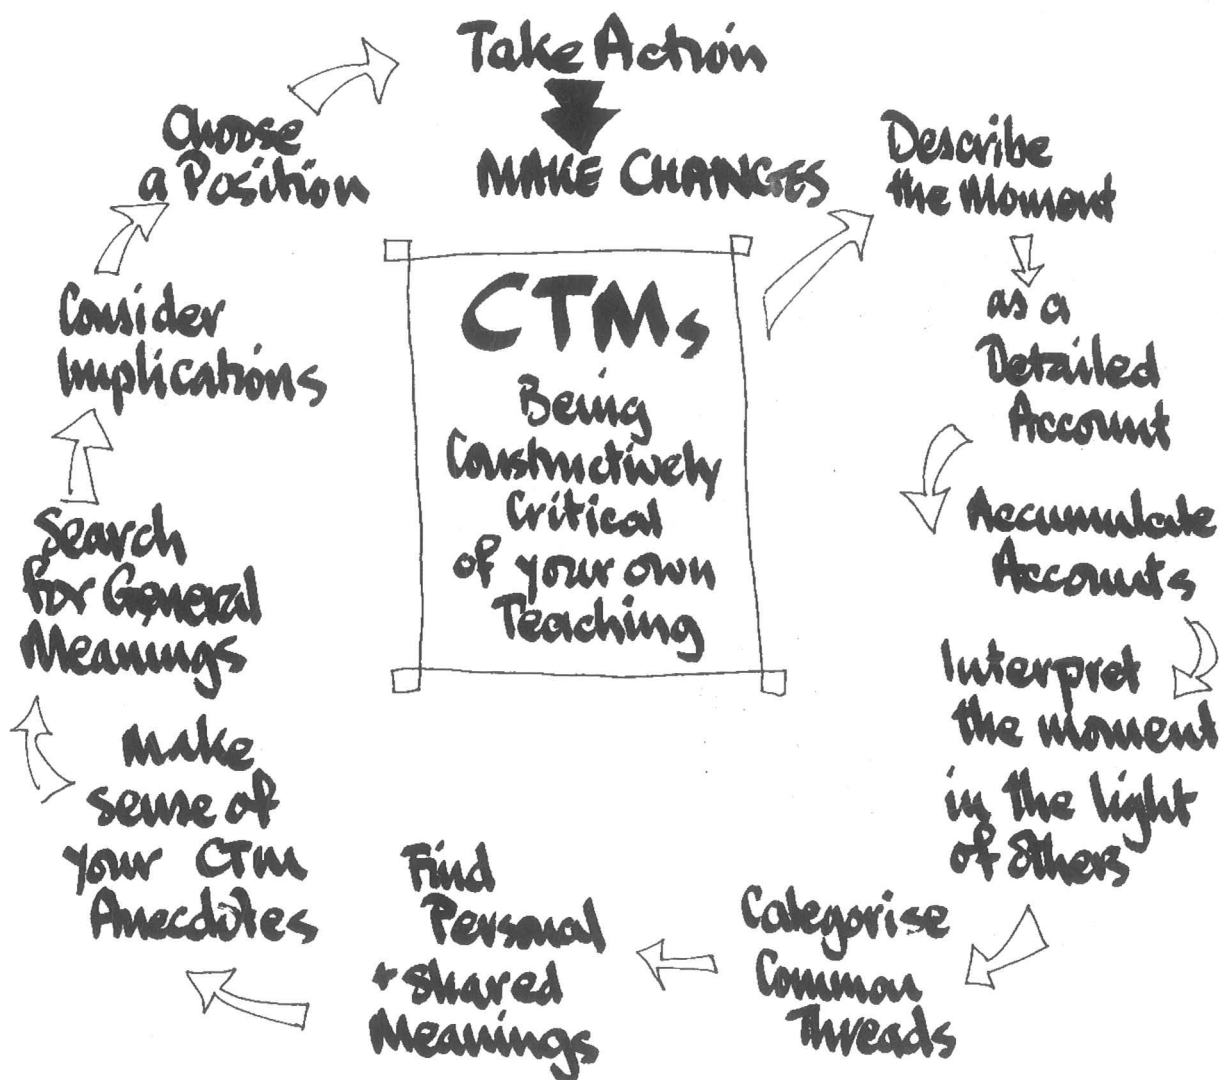 Take Action
MAKE CHANGES
CTMs
Being
Constructively
Critical
of your own
Teaching
Describe
the Moment
as a
Detailed
Account
Accumulate
Accounts
Interpret
the moment
in the light
of others
Categorise
Common
Threads
Find
Personal
+ shared
Meanings
Make
sense of
your CTM
Anecdotes
Search
for General
Meanings
Consider
Implications
Choose
a Position